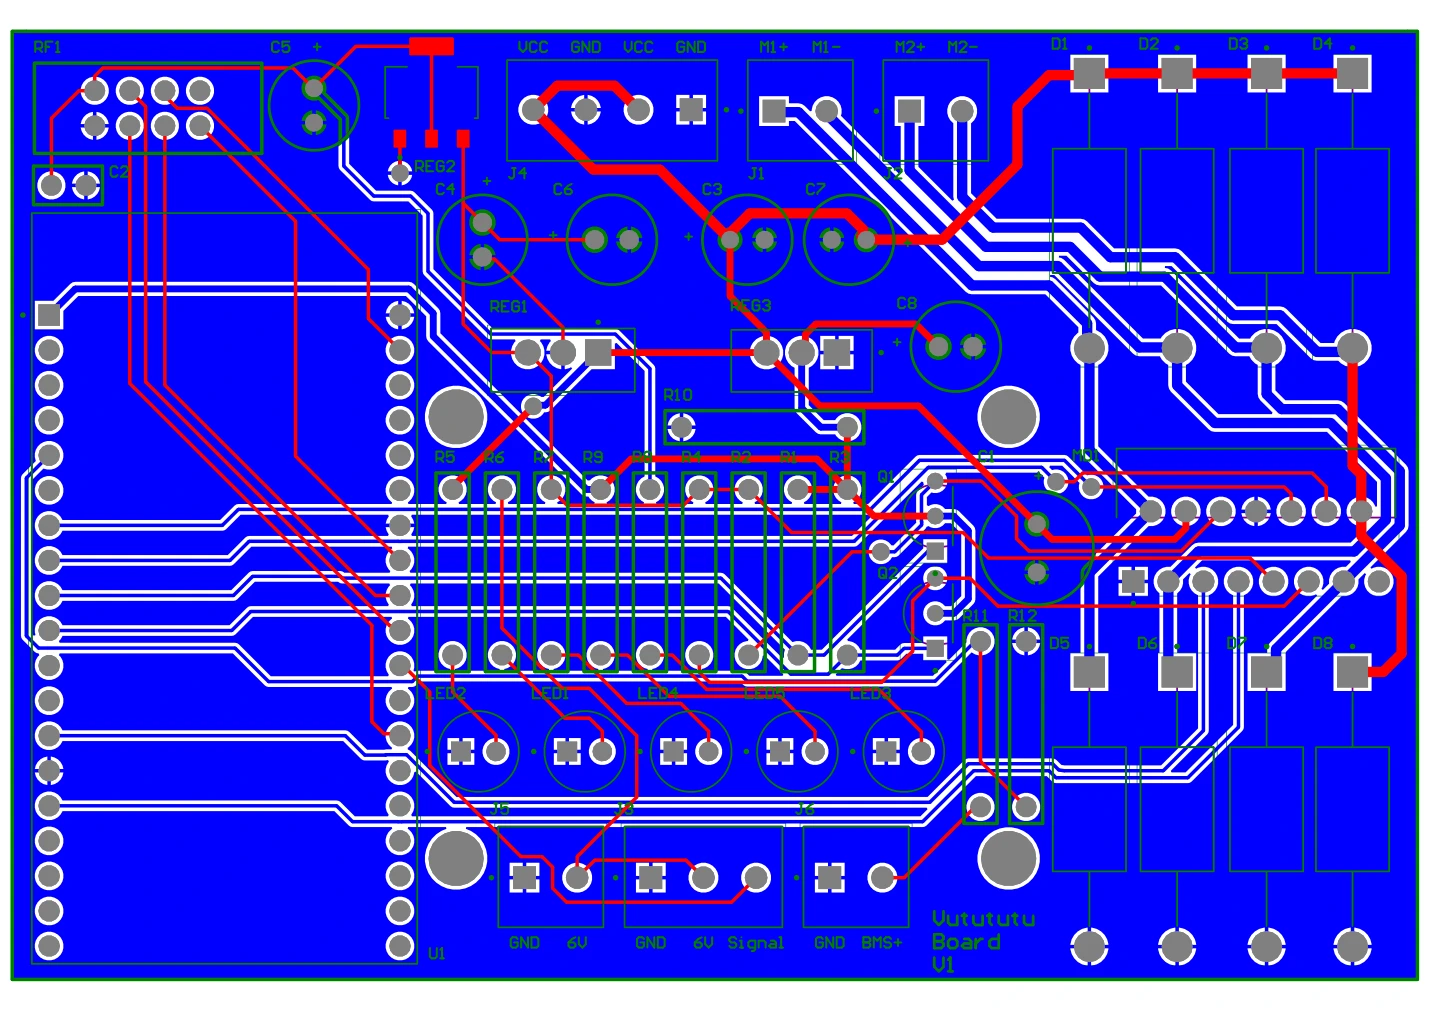 RF1
C5
+
VCC GND VCC GND
M1+ M1-
M2+ M2-
D1 D2 D3 D4
C2
REG2
J4
J1
J2
C4
+
C6
+
C3
+
C7
+
REG1
REG3
C8
+
R10
R5 R6 R7 R9 R8 R4 R2 R1 R3
Q1
C1
+
MD1
Q2
R11 R12
D5 D6 D7 D8
LED2 LED1 LED4 LED5 LED3
J5
J6
GND 6V
GND 6V Signal
GND BMS+
U1
Vutututu
Board
V1